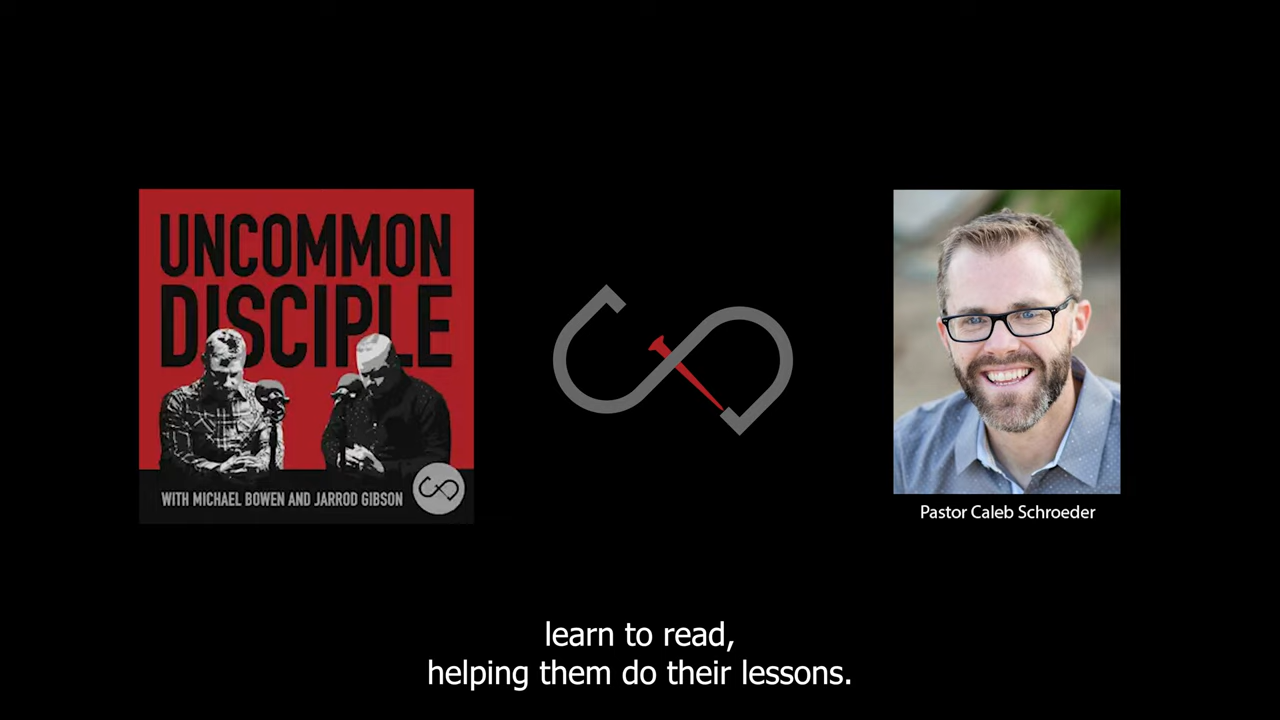 UNCOMMON
DISCIPLE
WITH MICHAEL BOWEN AND JARROD GIBSON
Pastor Caleb Schroeder
learn to read,
helping them do their lessons.